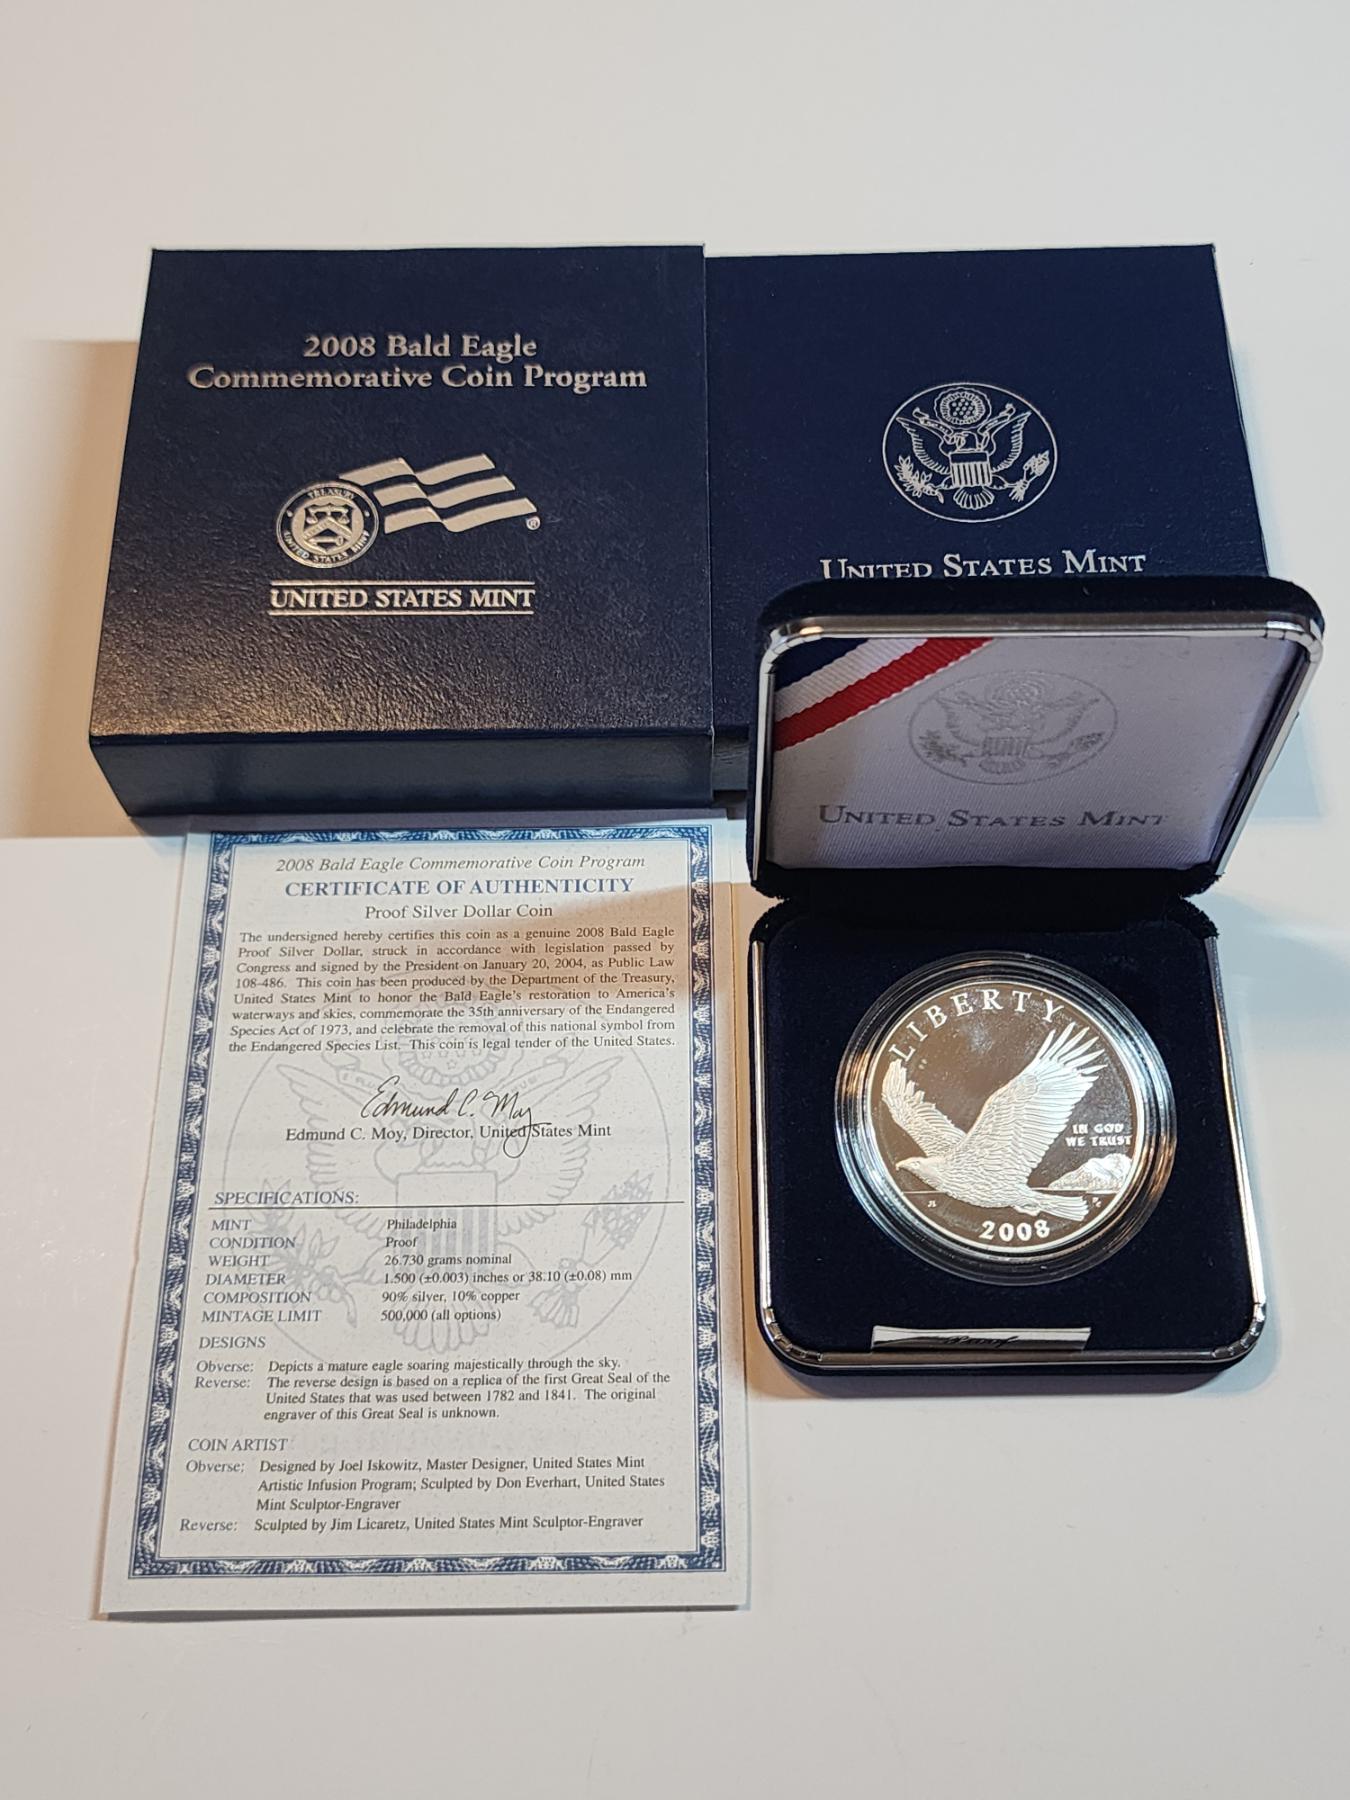 2008 Bald Eagle
Commemorative Coin Program
TREASURY
UNITED STATES MINT
®
UNITED STATES MINT
UNITED STATES MINT
UNITED STATES MINT
2008 Bald Eagle Commemorative Coin Program
CERTIFICATE OF AUTHENTICITY
Proof Silver Dollar Coin
The undersigned hereby certifies this coin as a genuine 2008 Bald Eagle
Proof Silver Dollar, struck in accordance with legislation passed by
Congress and signed by the President on January 20, 2004, as Public Law
108-486. This coin has been produced by the Department of the Treasury,
United States Mint to honor the Bald Eagle's restoration to America's
waterways and skies, commemorate the 35th anniversary of the Endangered
Species Act of 1973, and celebrate the removal of this national symbol from
the Endangered Species List. This coin is legal tender of the United States.
Edmund C. Moy
Edmund C. Moy, Director, United States Mint
SPECIFICATIONS:
MINT Philadelphia
CONDITION Proof
WEIGHT 26.730 grams nominal
DIAMETER 1.500 (±0.003) inches or 38.10 (±0.08) mm
COMPOSITION 90% silver, 10% copper
MINTAGE LIMIT 500,000 (all options)
DESIGNS
Obverse: Depicts a mature eagle soaring majestically through the sky.
Reverse: The reverse design is based on a replica of the first Great Seal of the
United States that was used between 1782 and 1841. The original
engraver of this Great Seal is unknown.
COIN ARTIST
Obverse: Designed by Joel Iskowitz, Master Designer, United States Mint
Artistic Infusion Program; Sculpted by Don Everhart, United States
Mint Sculptor-Engraver
Reverse: Sculpted by Jim Licaretz, United States Mint Sculptor-Engraver
LIBERTY
IN GOD
WE TRUST
2008